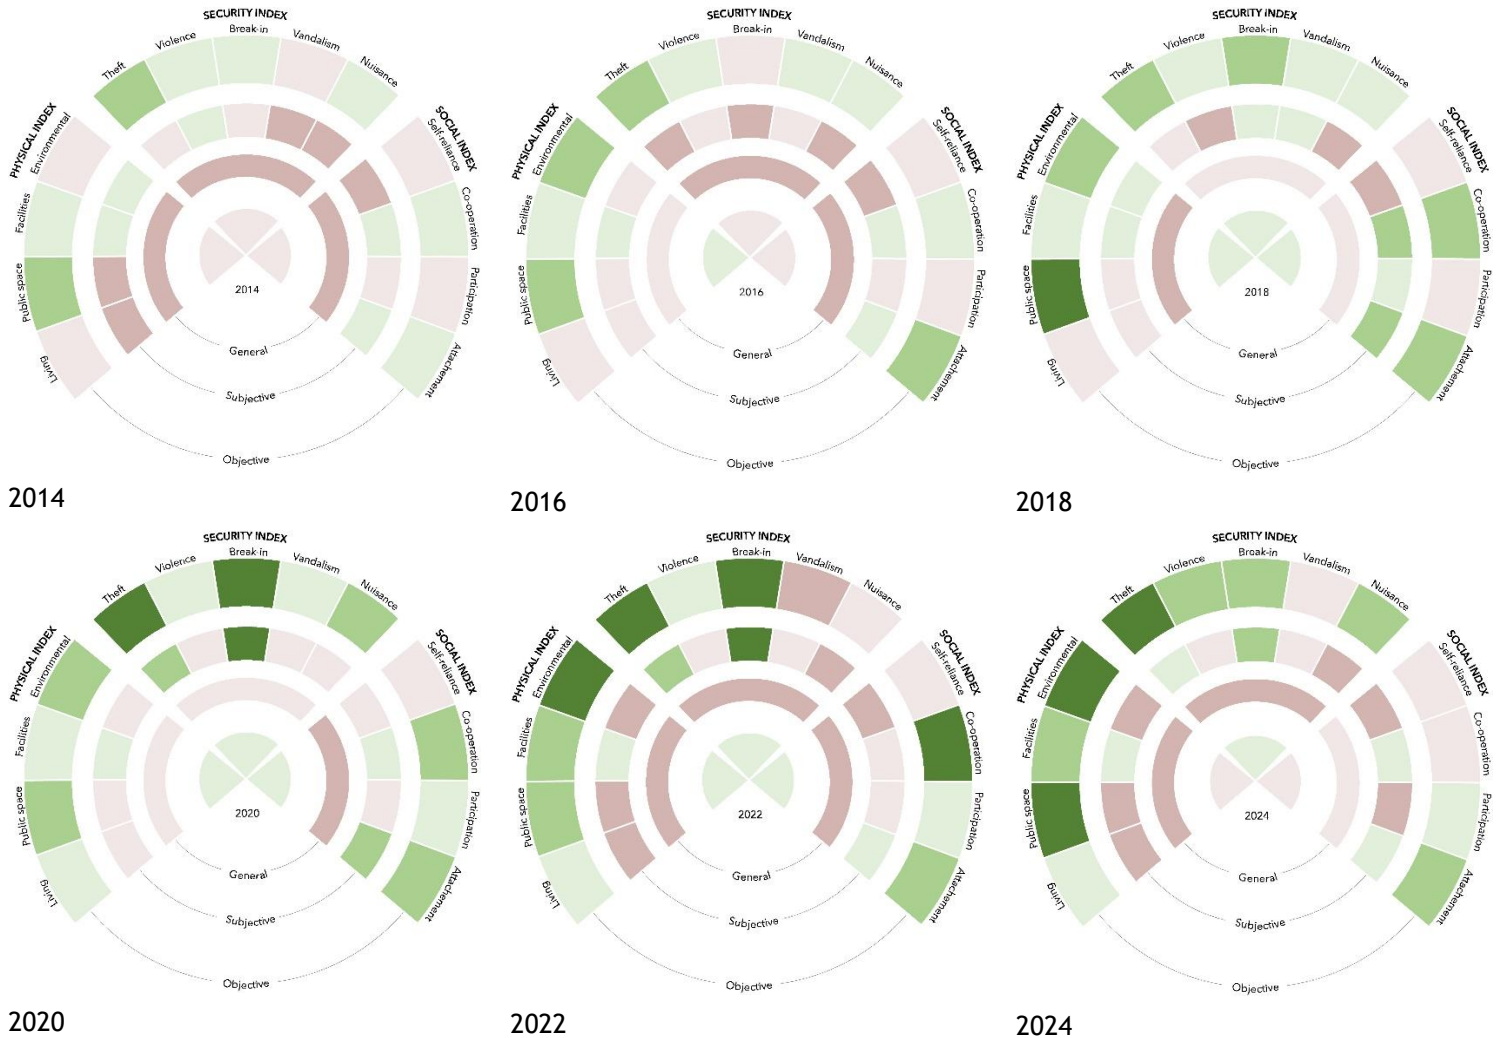 SECURITY INDEX
Theft
Violence
Break-in
Vandalism
Nuisance
PHYSICAL INDEX
Environmental
Facilities
Public space
Living
SOCIAL INDEX
Self-reliance
Co-operation
Participation
Attachement
2014
General
Subjective
Objective
2014
SECURITY INDEX
Theft
Violence
Break-in
Vandalism
Nuisance
PHYSICAL INDEX
Environmental
Facilities
Public space
Living
SOCIAL INDEX
Self-reliance
Co-operation
Participation
Attachement
2016
General
Subjective
Objective
2016
SECURITY INDEX
Theft
Violence
Break-in
Vandalism
Nuisance
PHYSICAL INDEX
Environmental
Facilities
Public space
Living
SOCIAL INDEX
Self-reliance
Co-operation
Participation
Attachement
2018
General
Subjective
Objective
2018
SECURITY INDEX
Theft
Violence
Break-in
Vandalism
Nuisance
PHYSICAL INDEX
Environmental
Facilities
Public space
Living
SOCIAL INDEX
Self-reliance
Co-operation
Participation
Attachement
2020
General
Subjective
Objective
2020
SECURITY INDEX
Theft
Violence
Break-in
Vandalism
Nuisance
PHYSICAL INDEX
Environmental
Facilities
Public space
Living
SOCIAL INDEX
Self-reliance
Co-operation
Participation
Attachement
2022
General
Subjective
Objective
2022
SECURITY INDEX
Theft
Violence
Break-in
Vandalism
Nuisance
PHYSICAL INDEX
Environmental
Facilities
Public space
Living
SOCIAL INDEX
Self-reliance
Co-operation
Participation
Attachement
2024
General
Subjective
Objective
2024